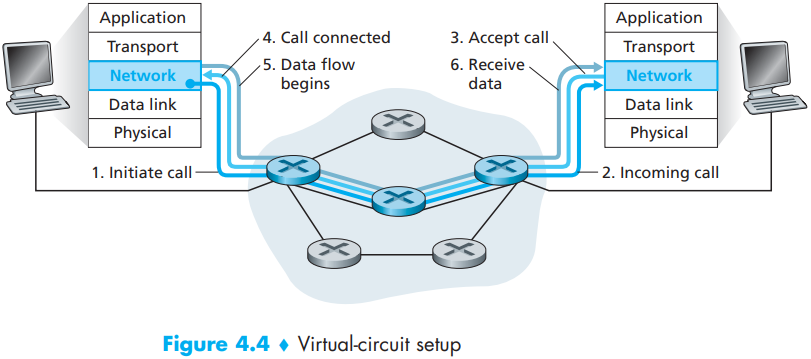 Application
Transport
Network
Data link
Physical
4. Call connected
5. Data flow
begins
1. Initiate call
3. Accept call
6. Receive
data
2. Incoming call
Application
Transport
Network
Data link
Physical
Figure 4.4 ♦ Virtual-circuit setup